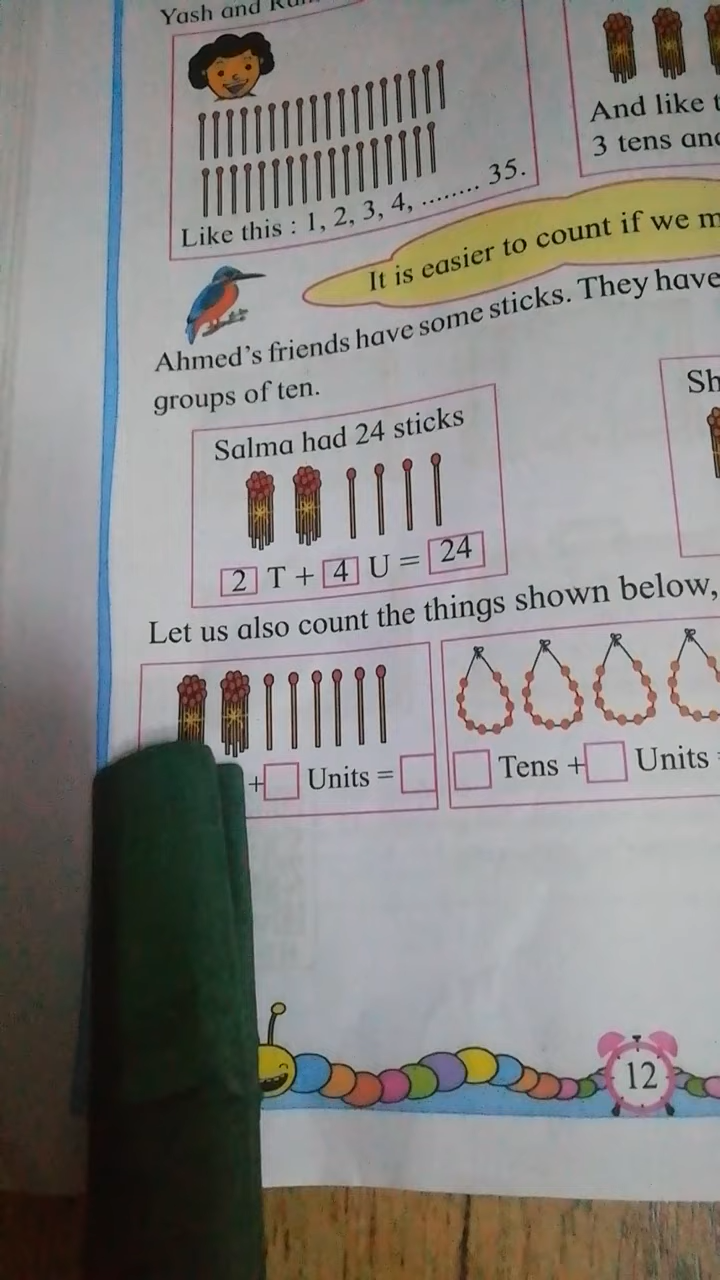 Yash and
Like this : 1, 2, 3, 4, ........ 35.
And like
3 tens and
It is easier to count if we
Ahmed's friends have some sticks. They have
groups of ten.
Salma had 24 sticks
2 T + 4 U = 24
Let us also count the things shown below,
+ Units =
Tens + Units =
12